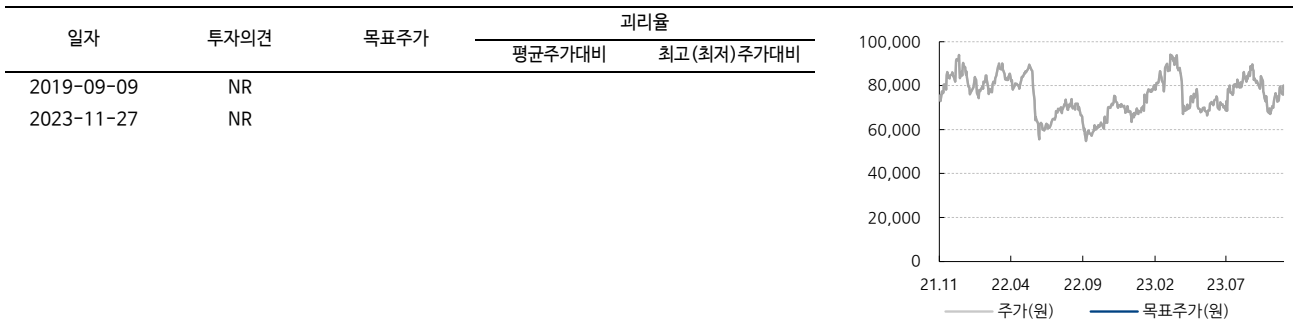 일자 투자의견 목표주가 괴리율
평균주가대비 최고(최저)주가대비
2019-09-09 NR
2023-11-27 NR
100,000
80,000
60,000
40,000
20,000
0
21.11 22.04 22.09 23.02 23.07
주가(원) 목표주가(원)